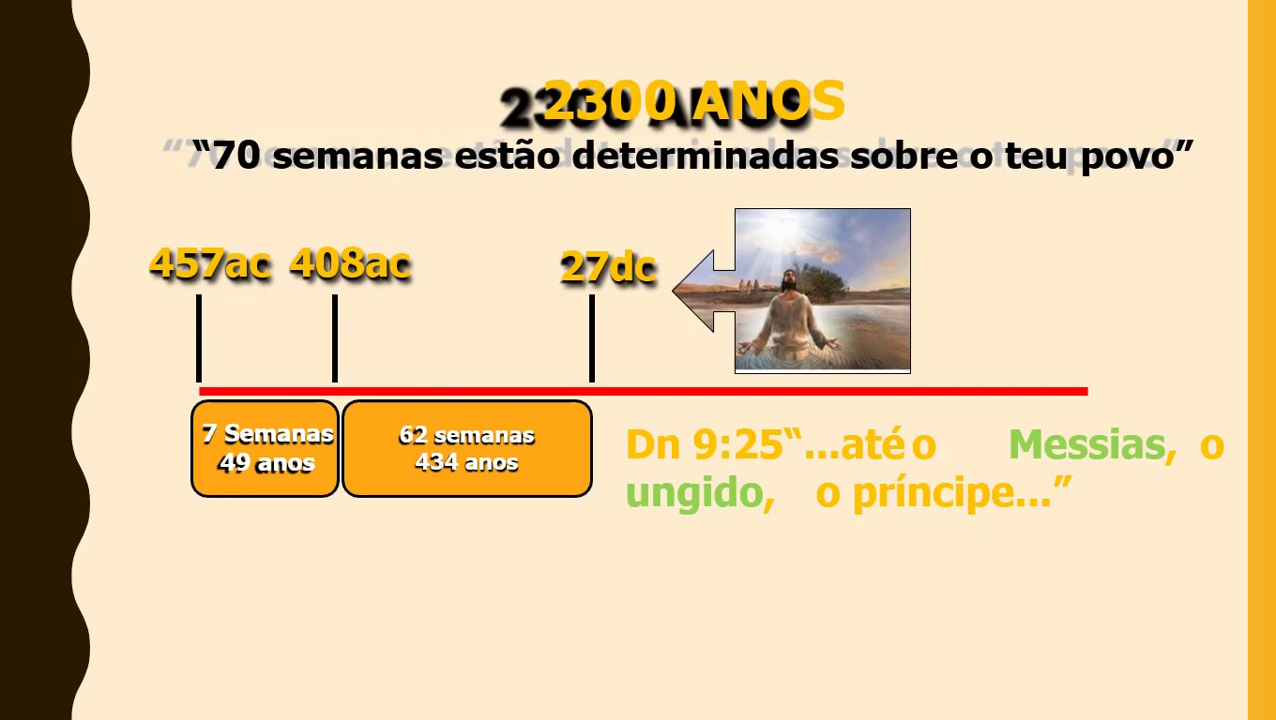 2300 ANOS
“70 semanas estão determinadas sobre o teu povo”
457ac 408ac 27dc
7 Semanas
49 anos
62 semanas
434 anos
Dn 9:25“...até o Messias, o
ungido, o príncipe...”